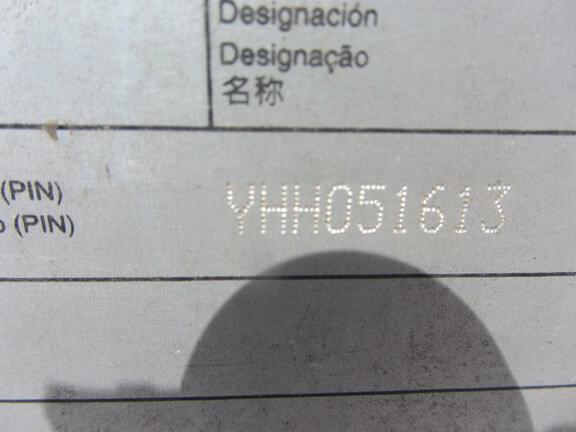 Designación
Designação
名称
(PIN)
o (PIN)
YHH051613